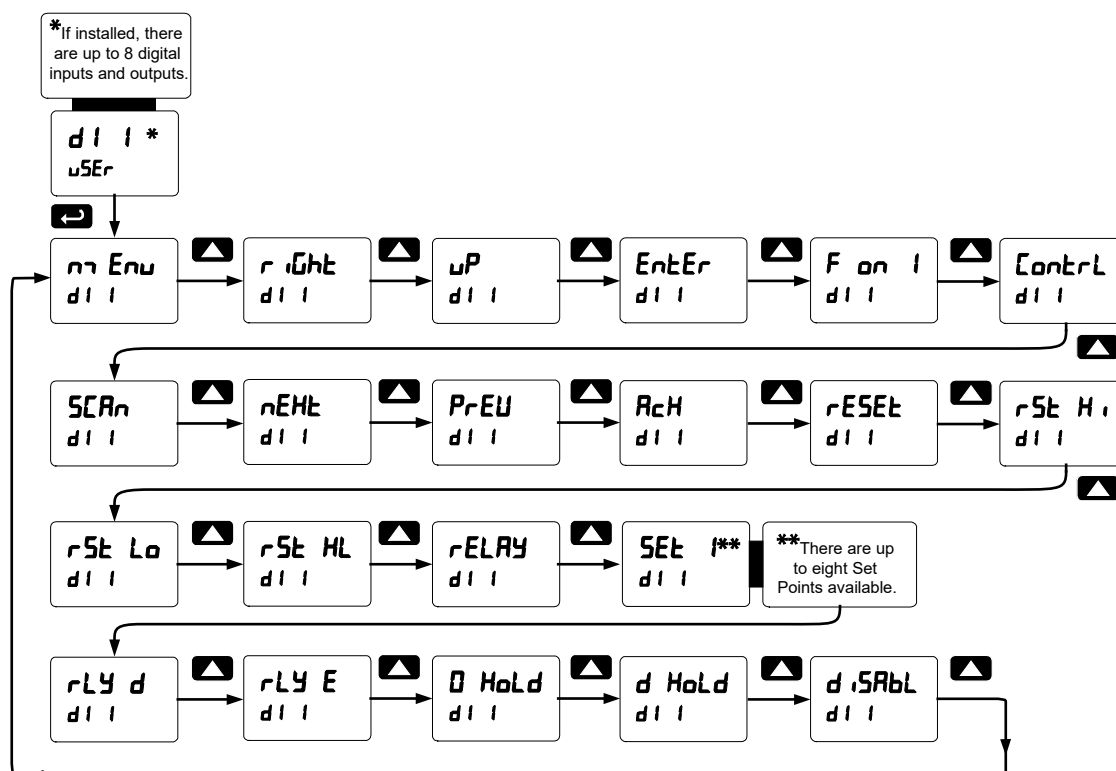 *If installed, there
are up to 8 digital
inputs and outputs.
dI 1 *
uSEr
mEnu
dI 1
riGht
dI 1
uP
dI 1
EntEr
dI 1
F on 1
dI 1
ContrL
dI 1
SCAn
dI 1
nEHt
dI 1
PrEU
dI 1
AcH
dI 1
rESEt
dI 1
rSt Hi
dI 1
rSt Lo
dI 1
rSt HL
dI 1
rELAY
dI 1
SEt 1**
dI 1
**There are up
to eight Set
Points available.
rLY d
dI 1
rLY E
dI 1
O HoLd
dI 1
d HoLd
dI 1
diSAbL
dI 1